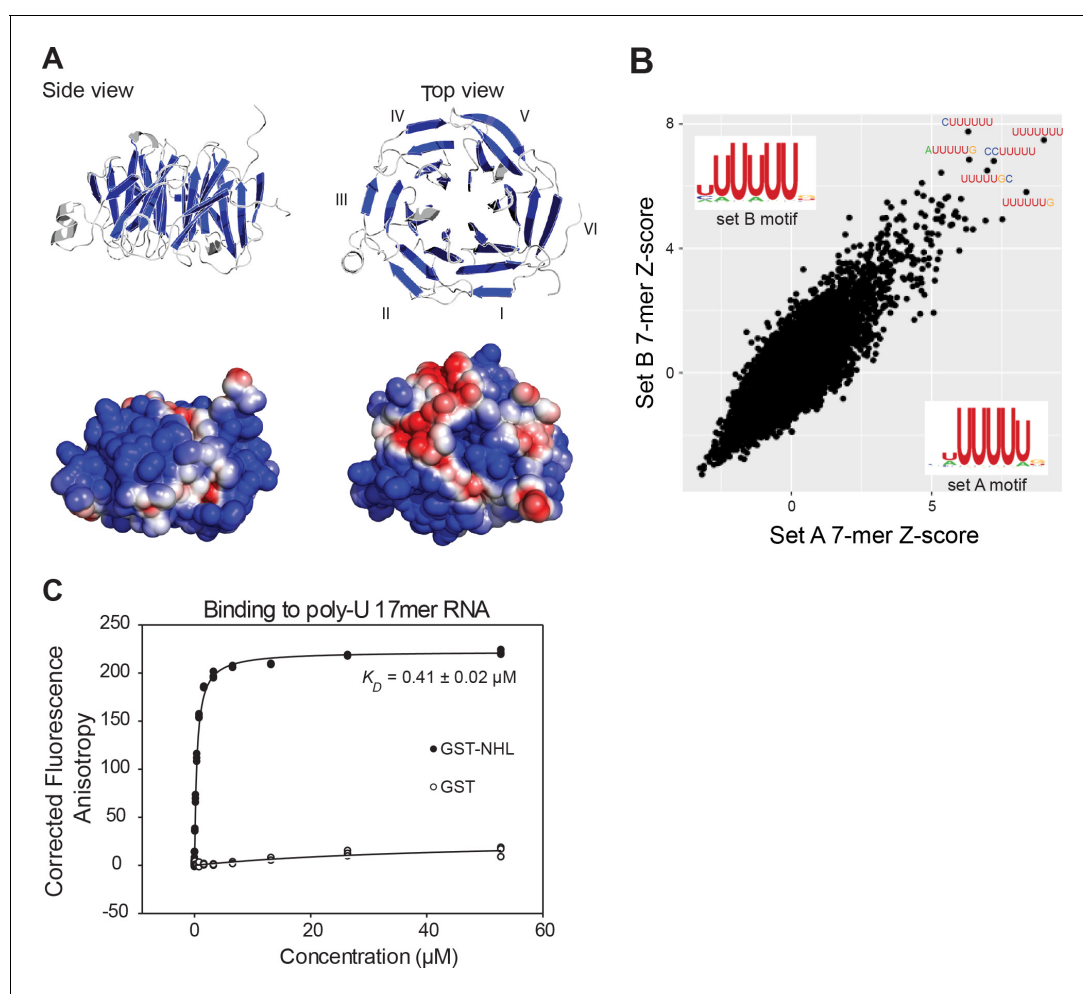 A
Side view
Top view
IV
V
III
VI
II
I
B
8
4
0
0
5
CUUUUUU
UUUUUUU
AUUUUUG
CCUUUUU
UUUUUGC
UUUUUUG
set B motif
set A motif
Set B 7-mer Z-score
Set A 7-mer Z-score
C
Binding to poly-U 17mer RNA
250
200
150
100
50
0
-50
KD = 0.41 ± 0.02 µM
GST-NHL
GST
Corrected Fluorescence
Anisotropy
0
20
40
60
Concentration (µM)